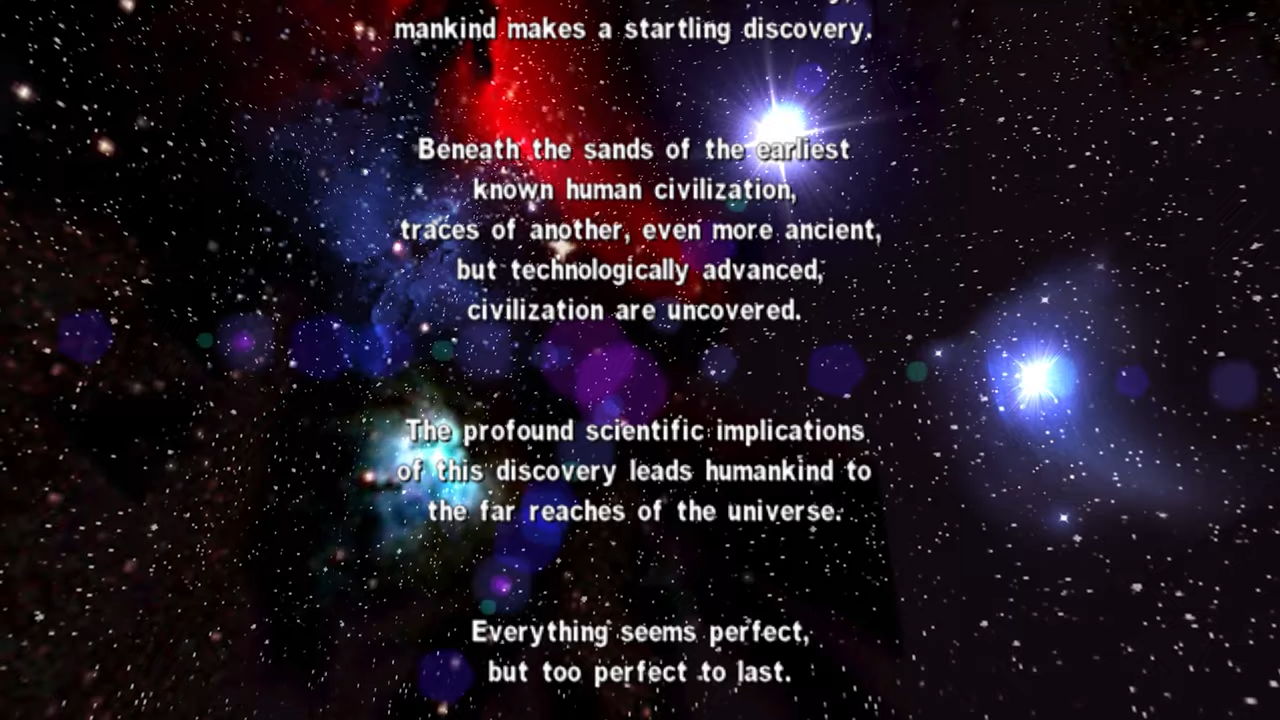 mankind makes a startling discovery.
Beneath the sands of the earliest
known human civilization,
traces of another, even more ancient,
but technologically advanced,
civilization are uncovered.
The profound scientific implications
of this discovery leads humankind to
the far reaches of the universe.
Everything seems perfect,
but too perfect to last.